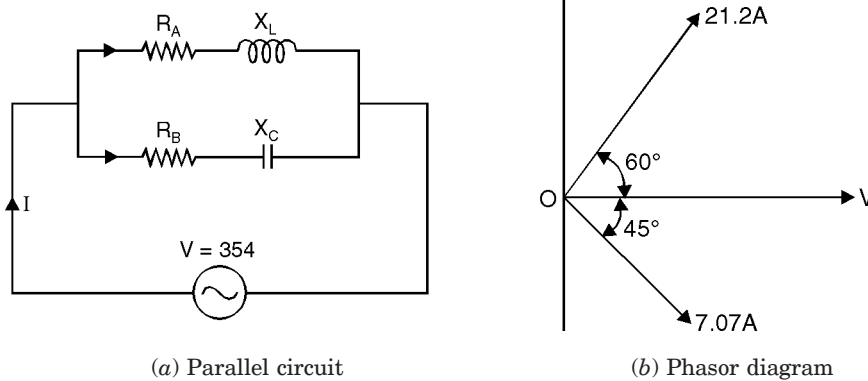 R_A X_L
R_B X_C
I
V = 354
(a) Parallel circuit
21.2A
60°
O V
45°
7.07A
(b) Phasor diagram